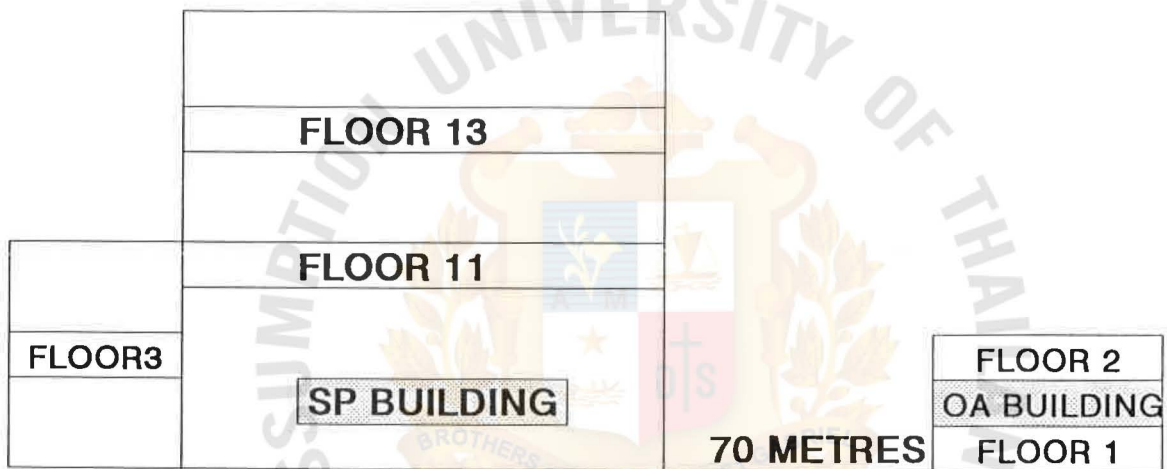 UNIVERSITY OF
FLOOR 13
FLOOR 11
FLOOR3
FLOOR 2
SP BUILDING
OA BUILDING
70 METRES
FLOOR 1
A M